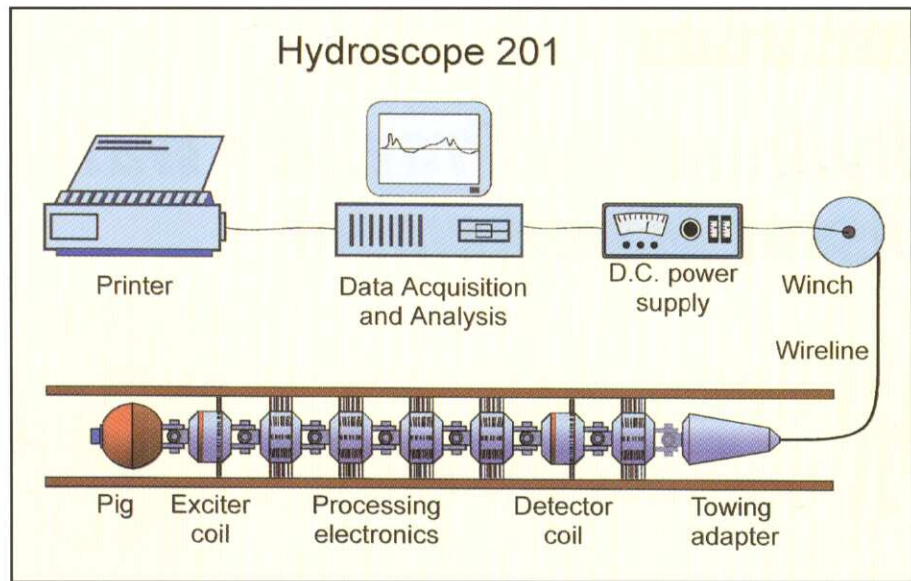 Hydroscope 201
Printer
Data Acquisition
and Analysis
D.C. power
supply
Winch
Wireline
Pig
Exciter
coil
Processing
electronics
Detector
coil
Towing
adapter